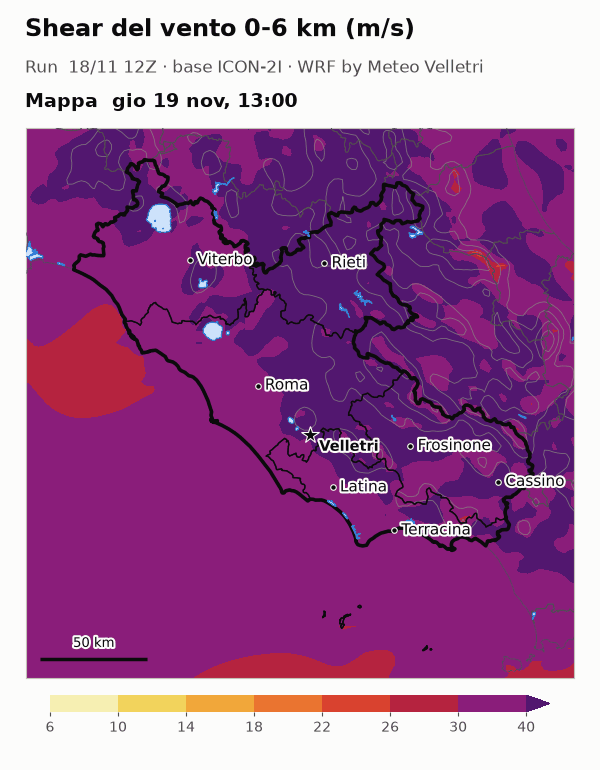 Shear del vento 0-6 km (m/s)
Run  18/11 12Z · base ICON-2I · WRF by Meteo Velletri
Mappa  gio 19 nov, 13:00
Viterbo
Rieti
Roma
Velletri
Frosinone
Latina
Cassino
Terracina
50 km
6 10 14 18 22 26 30 40